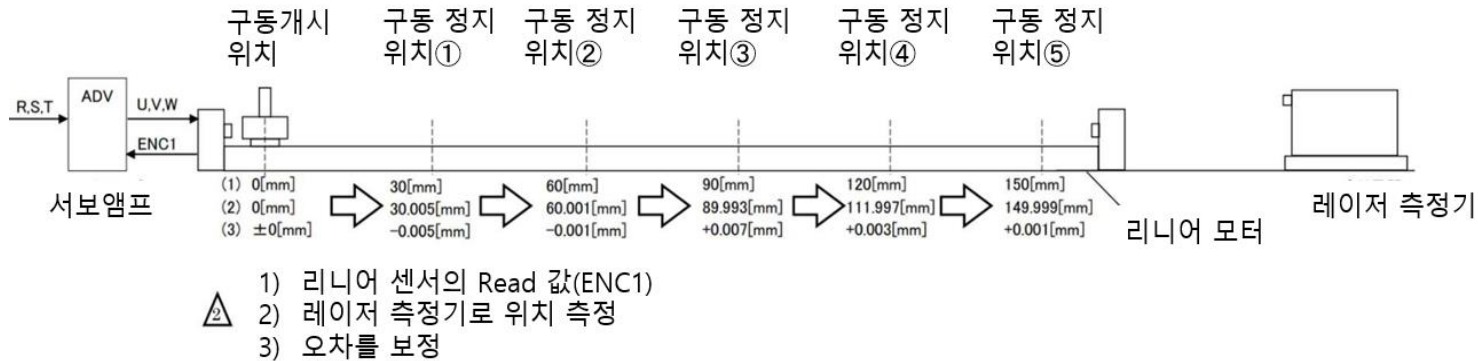 구동개시 위치
구동 정지 위치①
구동 정지 위치②
구동 정지 위치③
구동 정지 위치④
구동 정지 위치⑤
R,S,T
ADV
U,V,W
ENC1
서보앰프
(1) 0[mm]
(2) 0[mm]
(3) ±0[mm]
30[mm]
30.005[mm]
-0.005[mm]
60[mm]
60.001[mm]
-0.001[mm]
90[mm]
89.993[mm]
+0.007[mm]
120[mm]
111.997[mm]
+0.003[mm]
150[mm]
149.999[mm]
+0.001[mm]
리니어 모터
레이저 측정기
1) 리니어 센서의 Read 값(ENC1)
2
2) 레이저 측정기로 위치 측정
3) 오차를 보정